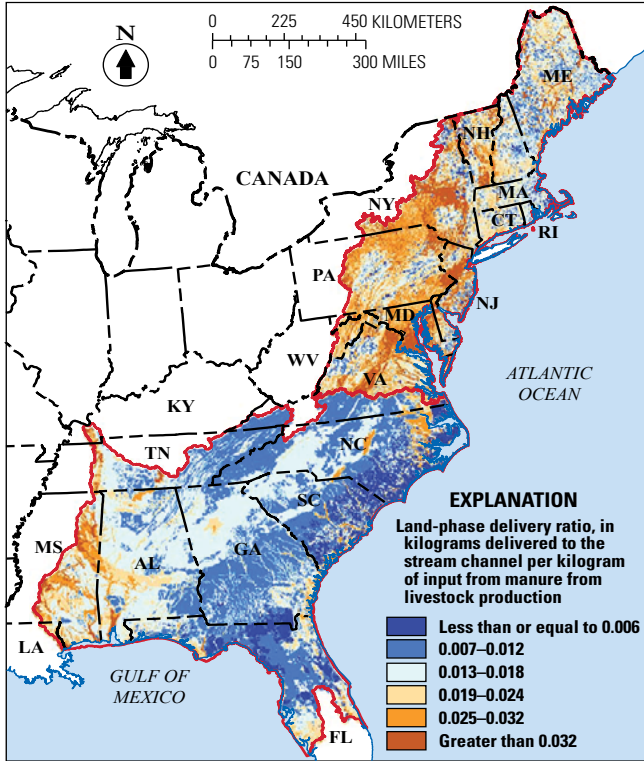 N
0 225 450 KILOMETERS
0 75 150 300 MILES
ME
NH
CANADA
MA
NY
CT
RI
PA
NJ
MD
WV
VA
ATLANTIC
OCEAN
KY
NC
TN
SC
EXPLANATION
Land-phase delivery ratio, in
kilograms delivered to the
stream channel per kilogram
of input from manure from
livestock production
MS
AL
GA
Less than or equal to 0.006
0.007–0.012
LA
GULF OF
MEXICO
0.013–0.018
0.019–0.024
0.025–0.032
FL
Greater than 0.032